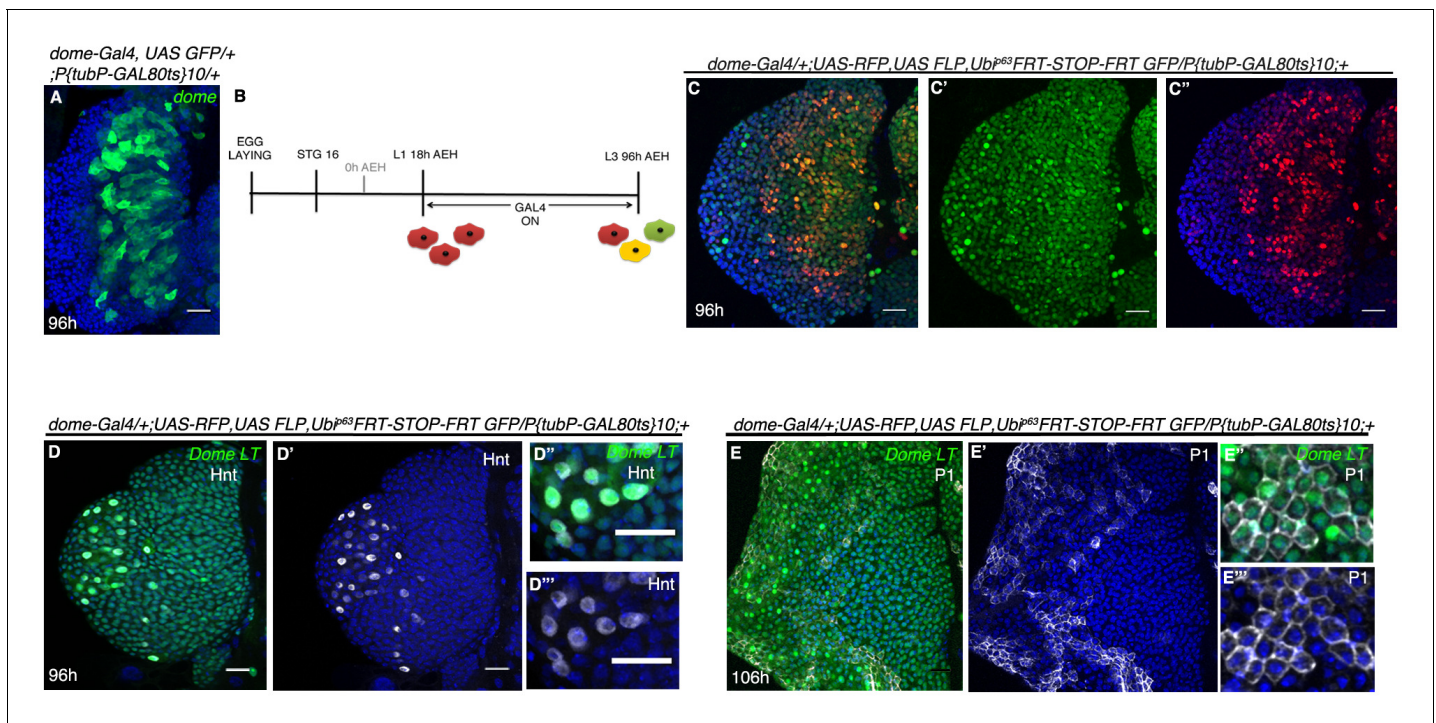 dome-Gal4, UAS GFP/+
;P{tubP-GAL80ts}10/+
A
dome
96h
B
EGG
LAYING
STG 16
0h AEH
L1 18h AEH
L3 96h AEH
GAL4
ON
dome-Gal4/+;UAS-RFP,UAS FLP,Ubiᵖ⁶³FRT-STOP-FRT GFP/P{tubP-GAL80ts}10;+
C
C’
C”
96h
dome-Gal4/+;UAS-RFP,UAS FLP,Ubiᵖ⁶³FRT-STOP-FRT GFP/P{tubP-GAL80ts}10;+
D
Dome LT
Hnt
96h
D’
Hnt
D”
Dome LT
Hnt
D”’
Hnt
dome-Gal4/+;UAS-RFP,UAS FLP,Ubiᵖ⁶³FRT-STOP-FRT GFP/P{tubP-GAL80ts}10;+
E
Dome LT
P1
106h
E’
P1
E”
Dome LT
P1
E”’
P1